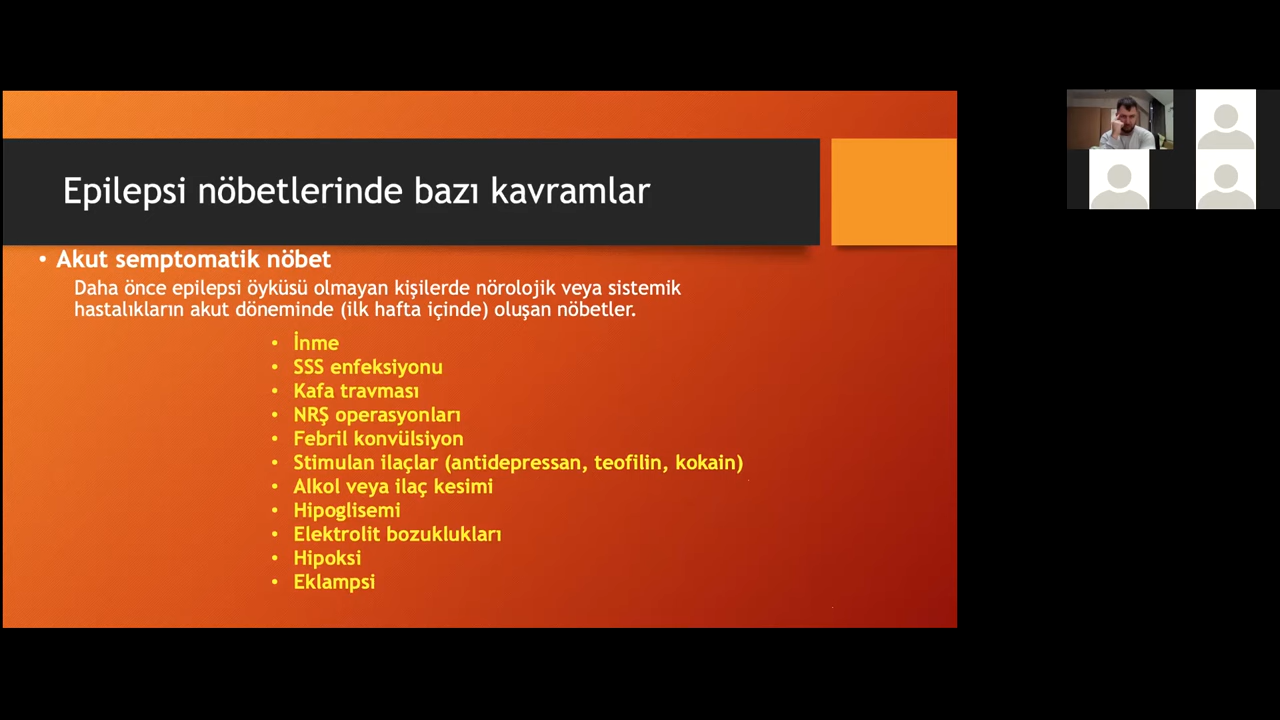 Epilepsi nöbetlerinde bazı kavramlar
• Akut semptomatik nöbet
Daha önce epilepsi öyküsü olmayan kişilerde nörolojik veya sistemik
hastalıkların akut döneminde (ilk hafta içinde) oluşan nöbetler.
• İnme
• SSS enfeksiyonu
• Kafa travması
• NRŞ operasyonları
• Febril konvülsiyon
• Stimulan ilaçlar (antidepressan, teofilin, kokain)
• Alkol veya ilaç kesimi
• Hipoglisemi
• Elektrolit bozuklukları
• Hipoksi
• Eklampsi